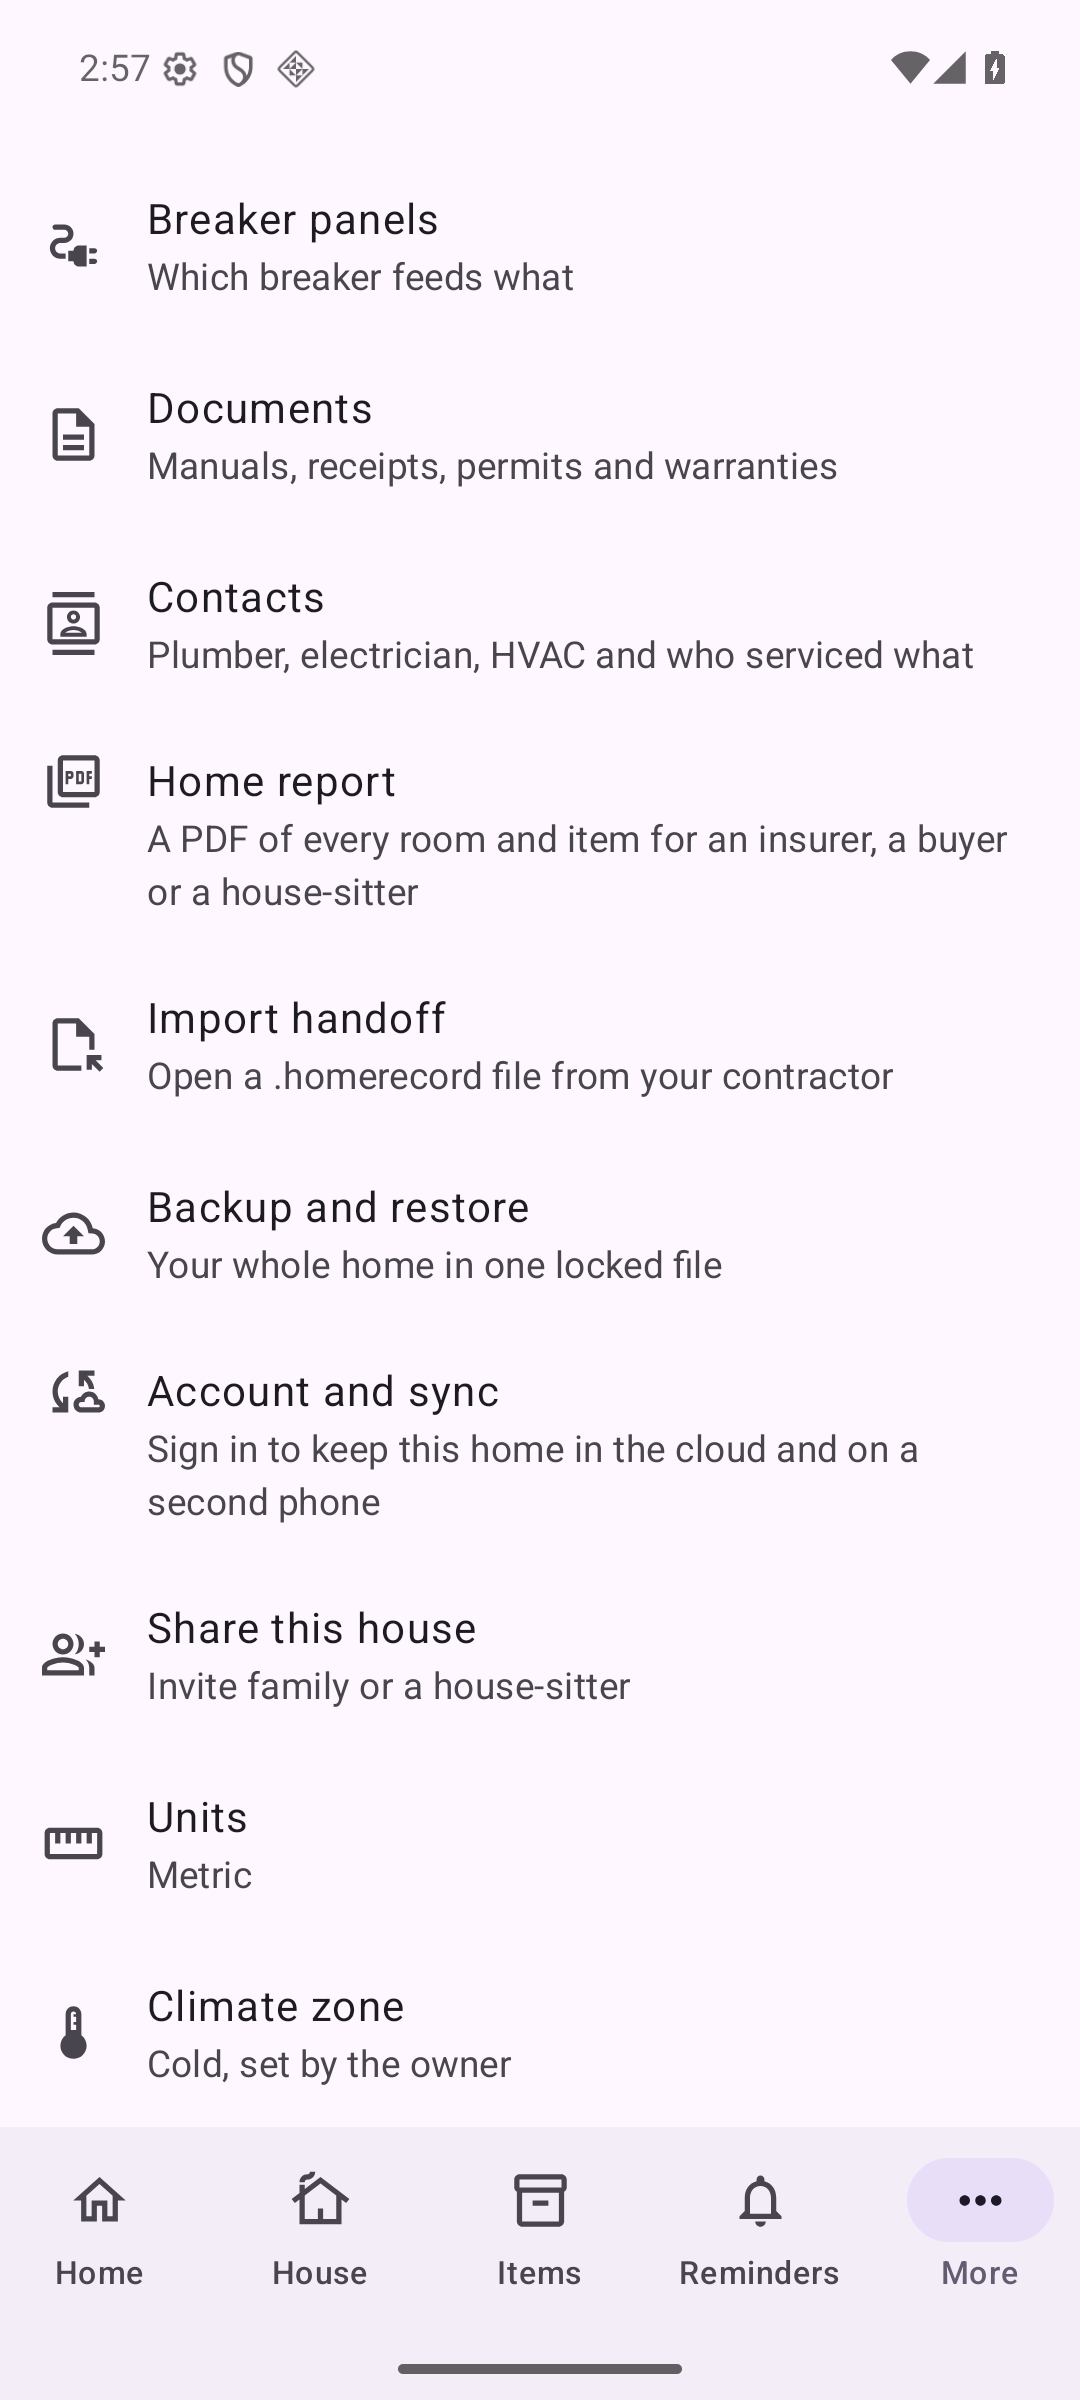 2:57
Breaker panels
Which breaker feeds what
Documents
Manuals, receipts, permits and warranties
Contacts
Plumber, electrician, HVAC and who serviced what
PDF
Home report
A PDF of every room and item for an insurer, a buyer
or a house-sitter
Import handoff
Open a .homerecord file from your contractor
Backup and restore
Your whole home in one locked file
Account and sync
Sign in to keep this home in the cloud and on a
second phone
Share this house
Invite family or a house-sitter
Units
Metric
Climate zone
Cold, set by the owner
Home
House
Items
Reminders
More